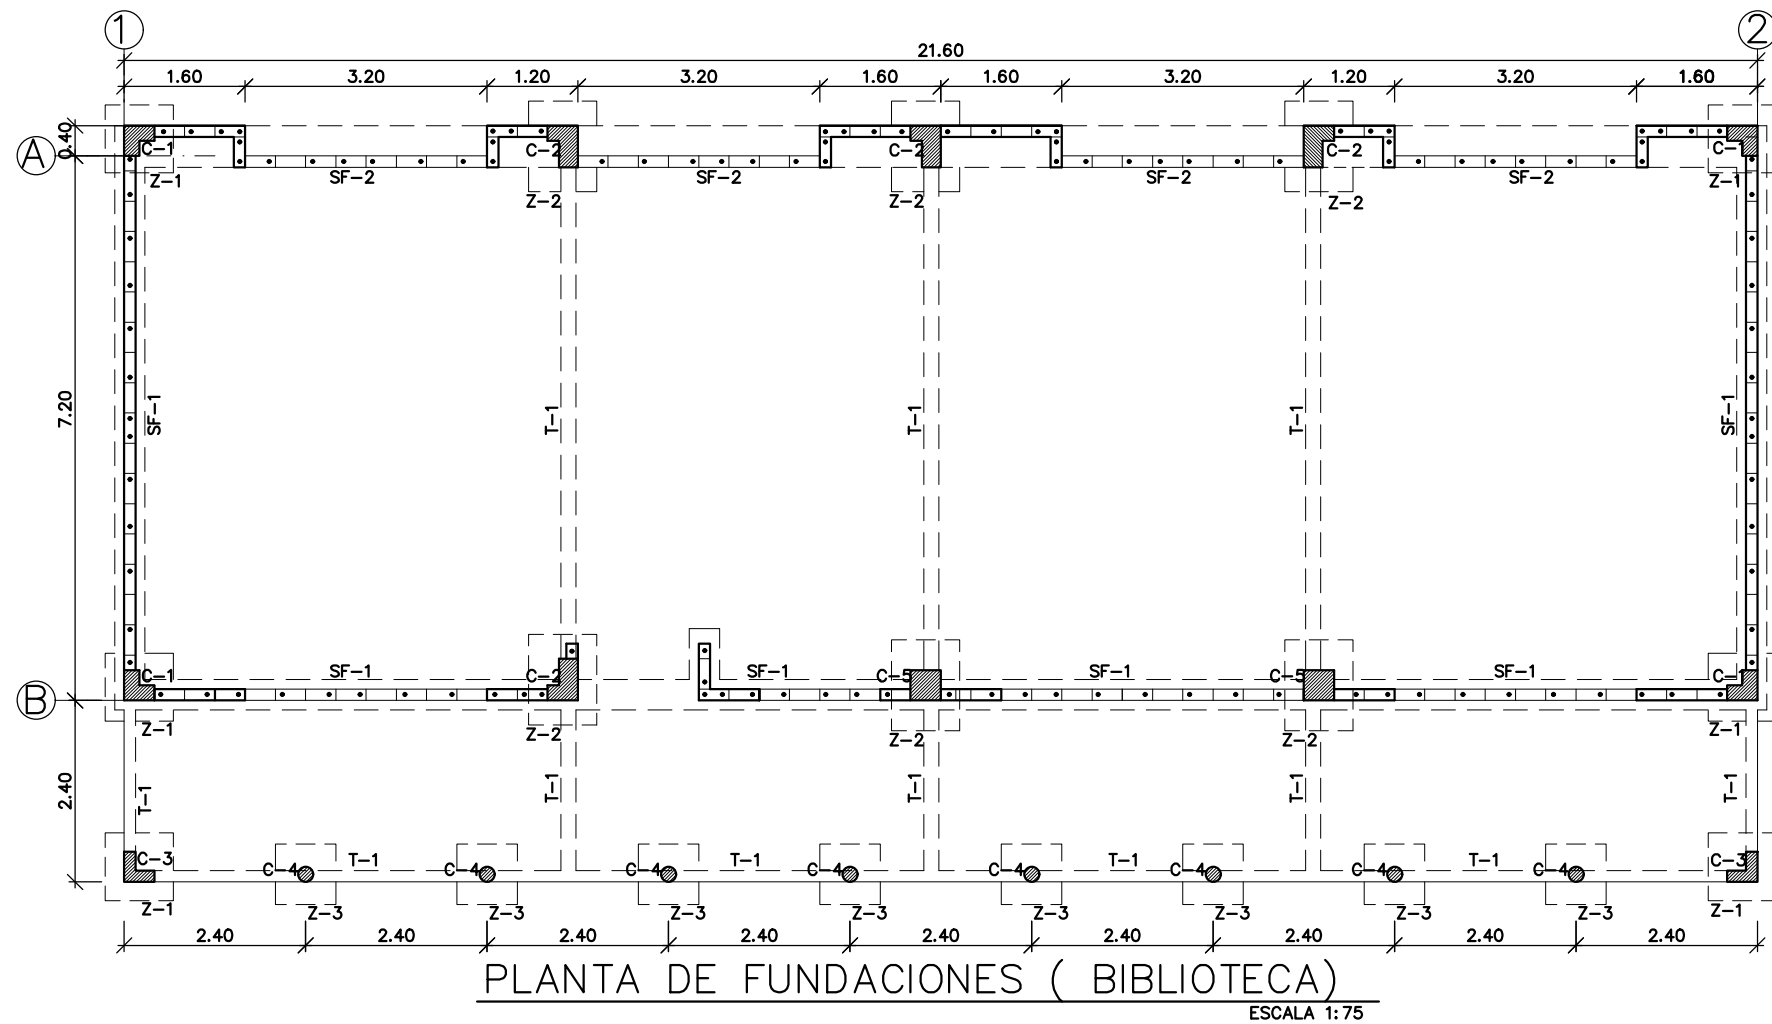 1 2
21.60
1.60 3.20 1.20 3.20 1.60 1.60 3.20 1.20 3.20 1.60
0.40
A C-1 C-2 C-2 C-2 C-1
Z-1 SF-2 SF-2 SF-2 SF-2 Z-1
Z-2 Z-2 Z-2
7.20 SF-1 T-1 T-1 T-1 SF-1
C-1 SF-1 C-2 SF-1 C-5 SF-1 C-5 SF-1 C-1
B
Z-1 Z-2 Z-2 Z-2 Z-1
2.40 T-1 T-1 T-1 T-1 T-1
C-3 T-1 T-1 T-1 T-1 C-3
C-4 C-4 C-4 C-4 C-4 C-4 C-4 C-4
Z-1 Z-3 Z-3 Z-3 Z-3 Z-3 Z-3 Z-3 Z-3 Z-1
2.40 2.40 2.40 2.40 2.40 2.40 2.40 2.40 2.40
PLANTA DE FUNDACIONES ( BIBLIOTECA)
ESCALA 1:75